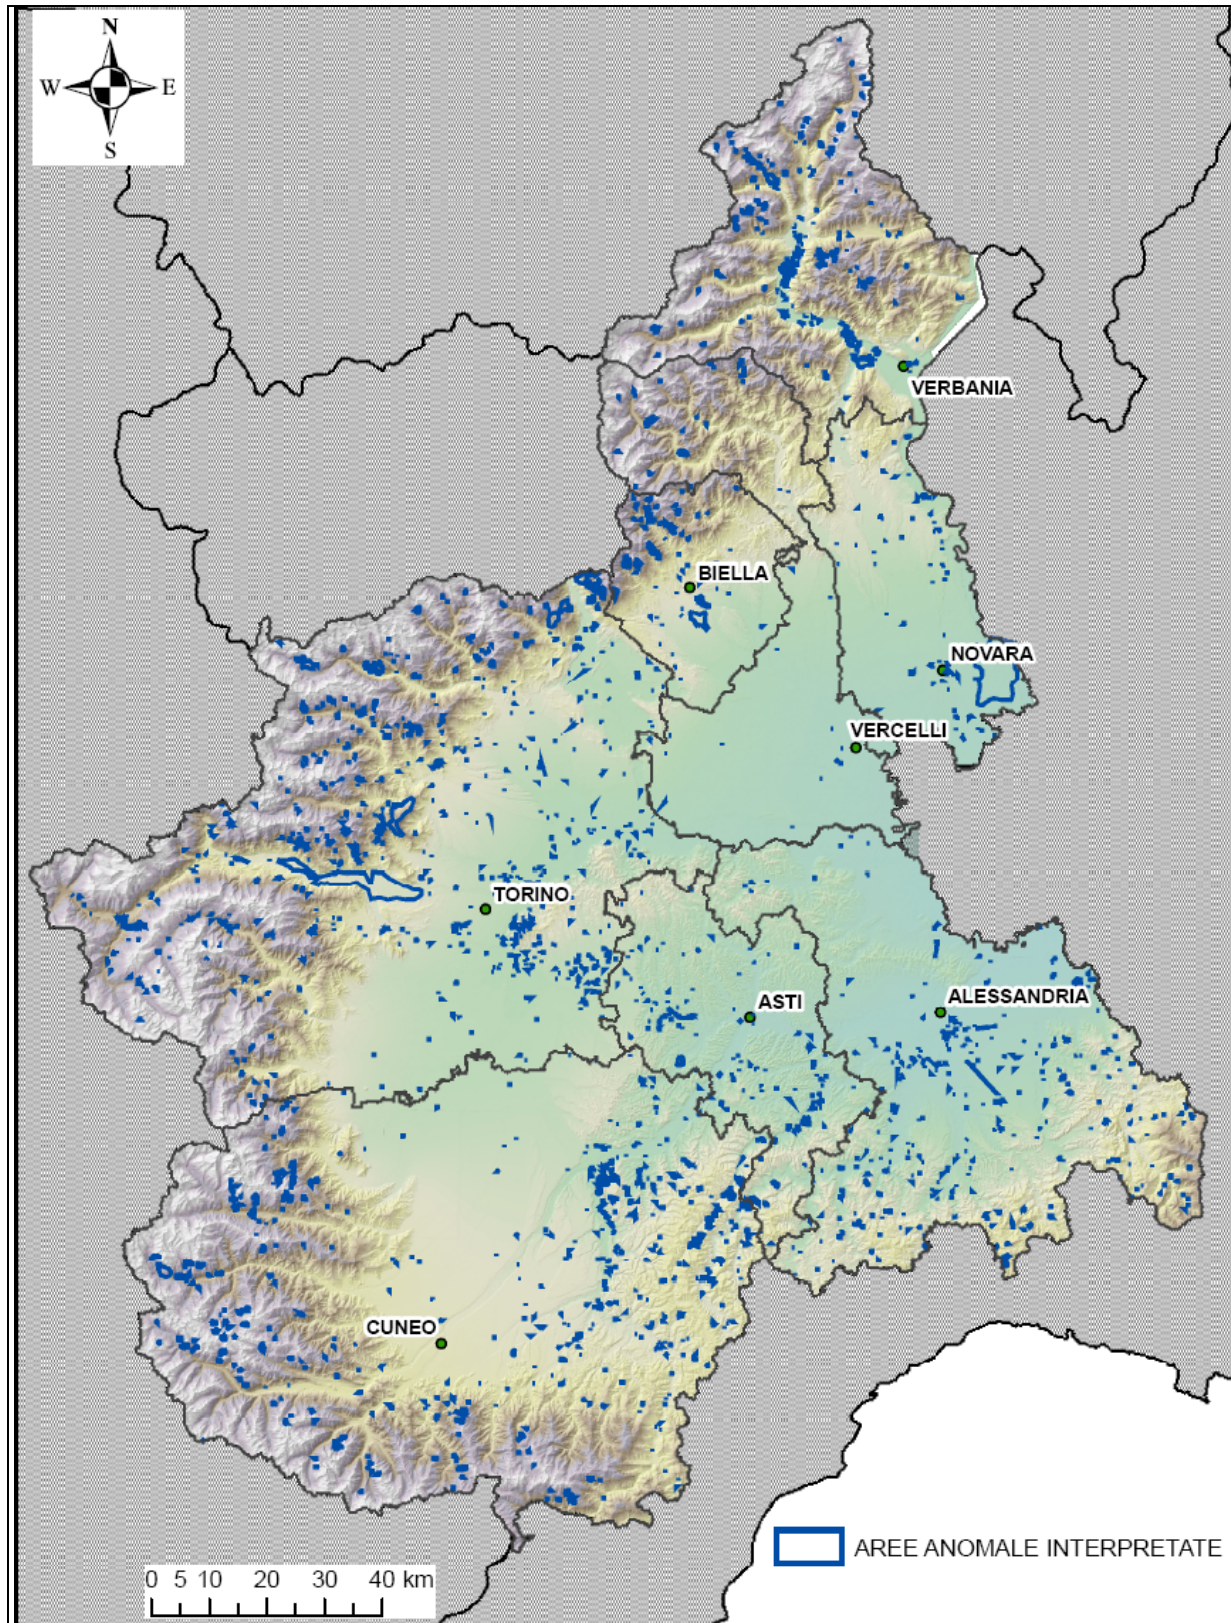 N
W E
S
VERBANIA
BIELLA
NOVARA
VERCELLI
TORINO
ASTI
ALESSANDRIA
CUNEO
AREE ANOMALE INTERPRETATE
0 5 10 20 30 40 km